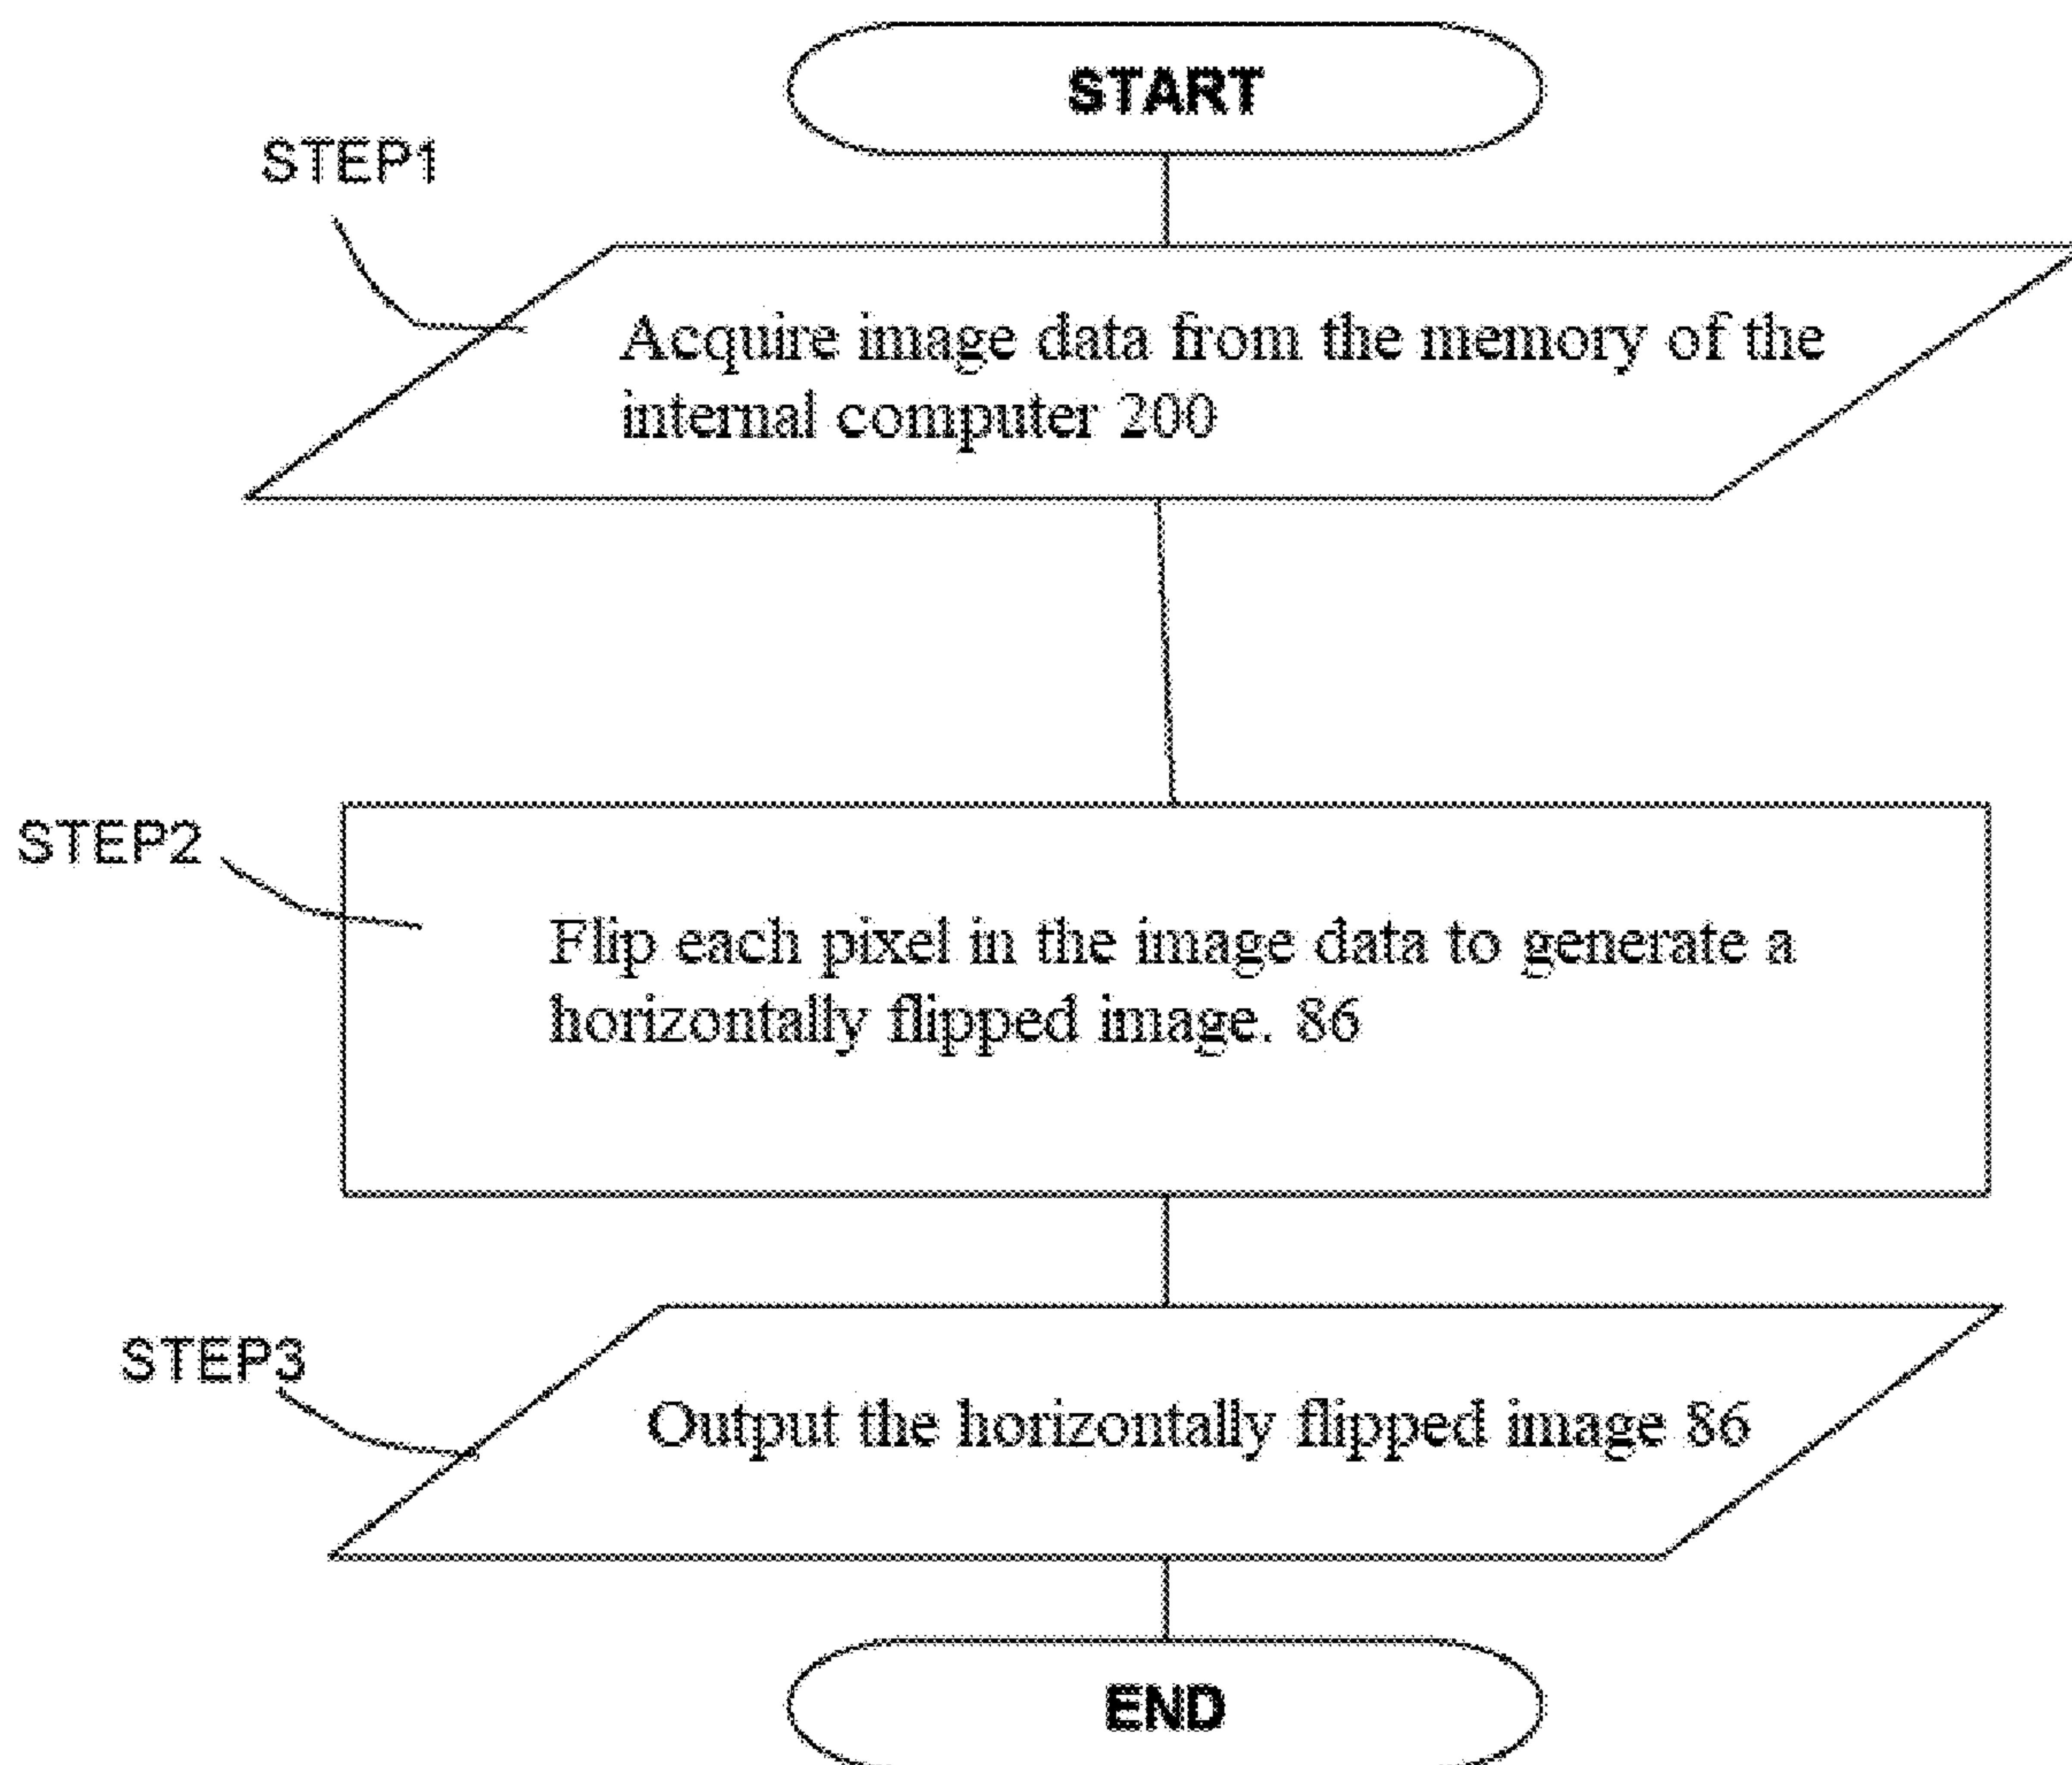 START
STEP1
Acquire image data from the memory of the
internal computer 200
STEP2
Flip each pixel in the image data to generate a
horizontally flipped image. 86
STEP3
Output the horizontally flipped image 86
END